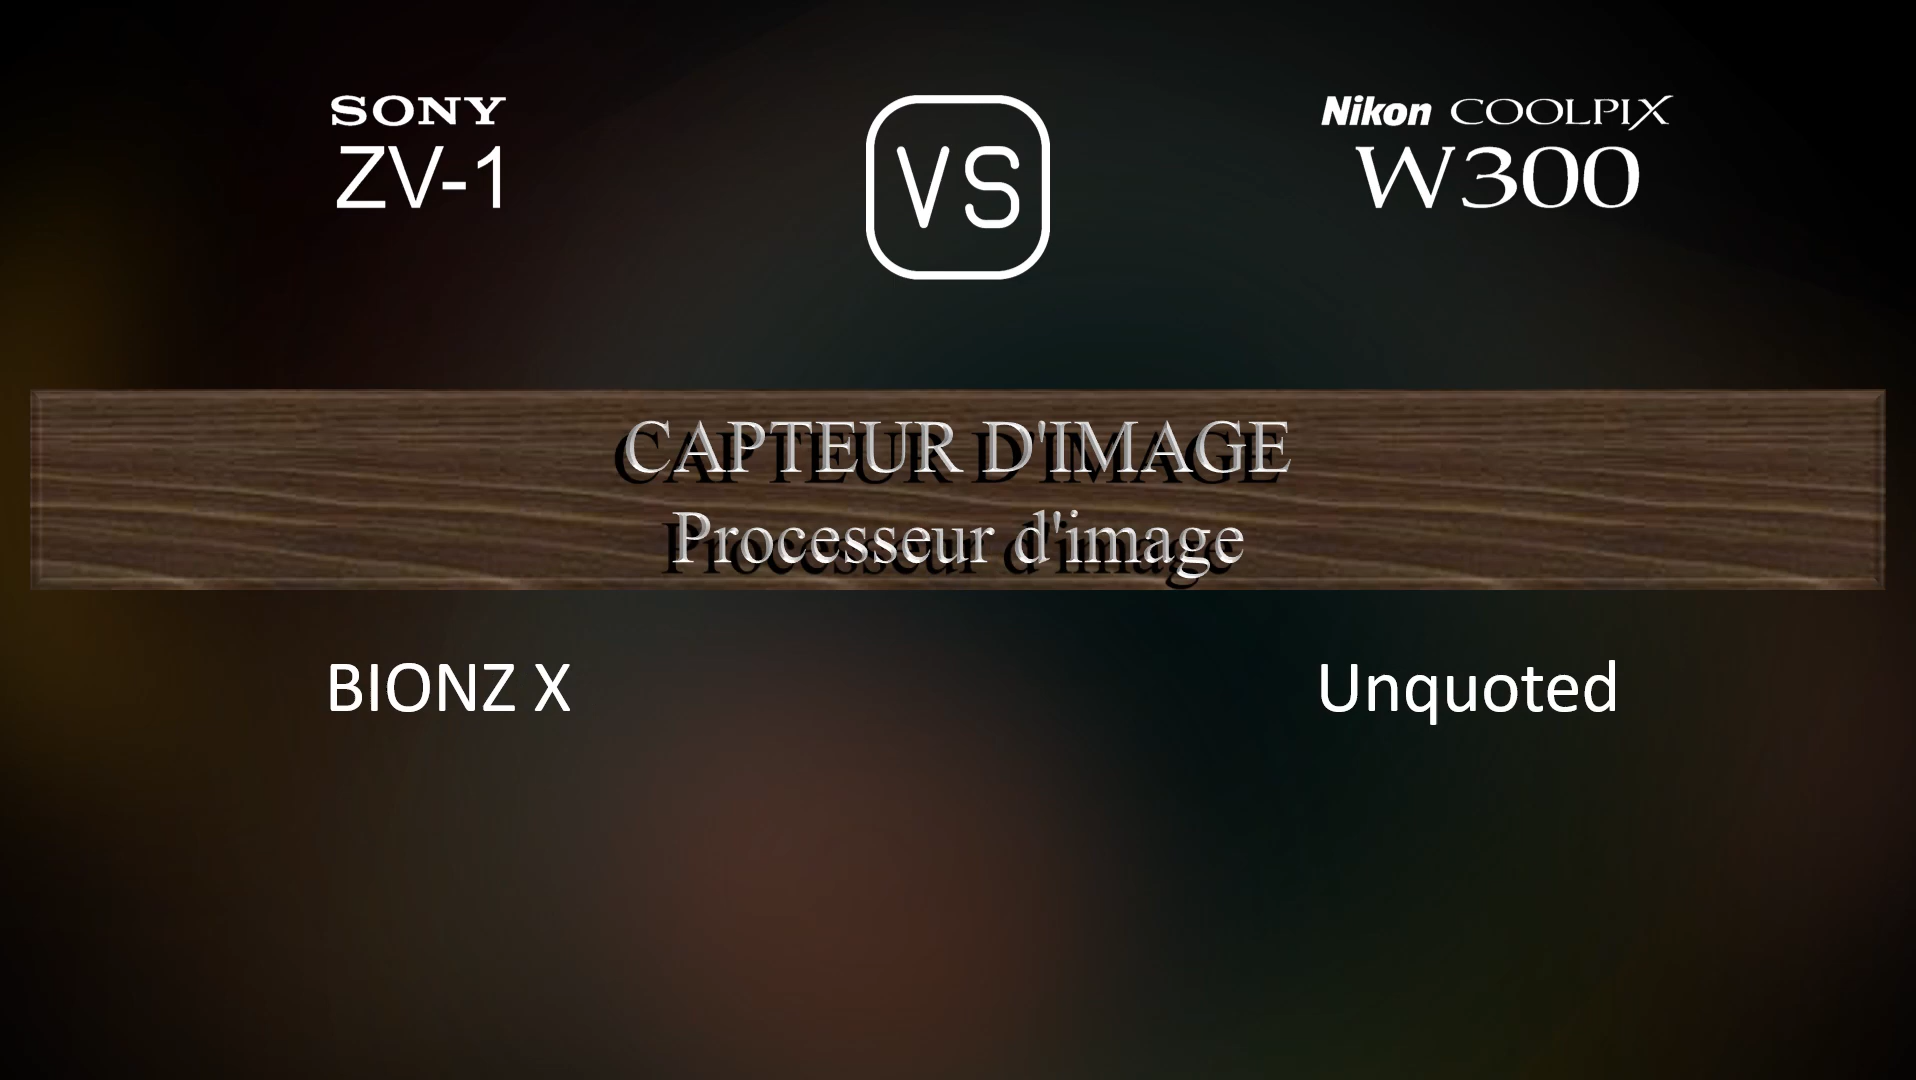 SONY
ZV-1
VS
Nikon COOLPIX
W300
CAPTEUR D'IMAGE
Processeur d'image
BIONZ X
Unquoted